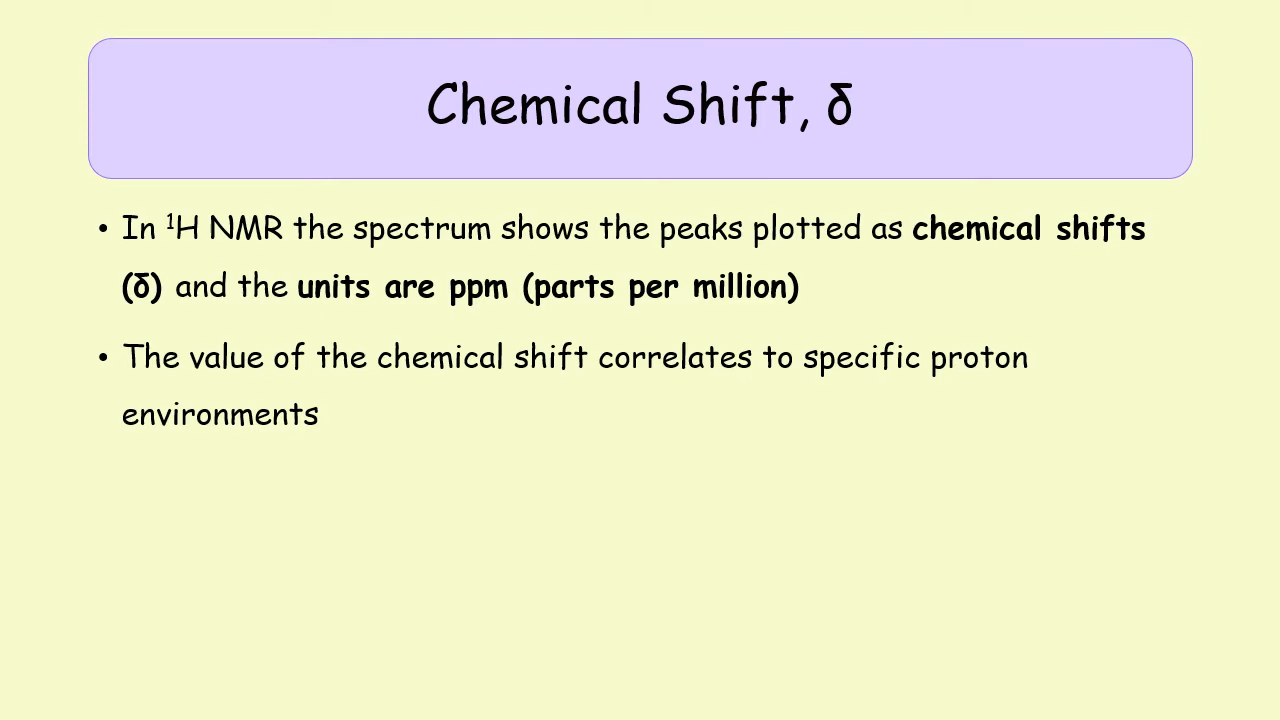 Chemical Shift, δ
• In ¹H NMR the spectrum shows the peaks plotted as chemical shifts
(δ) and the units are ppm (parts per million)
• The value of the chemical shift correlates to specific proton
environments